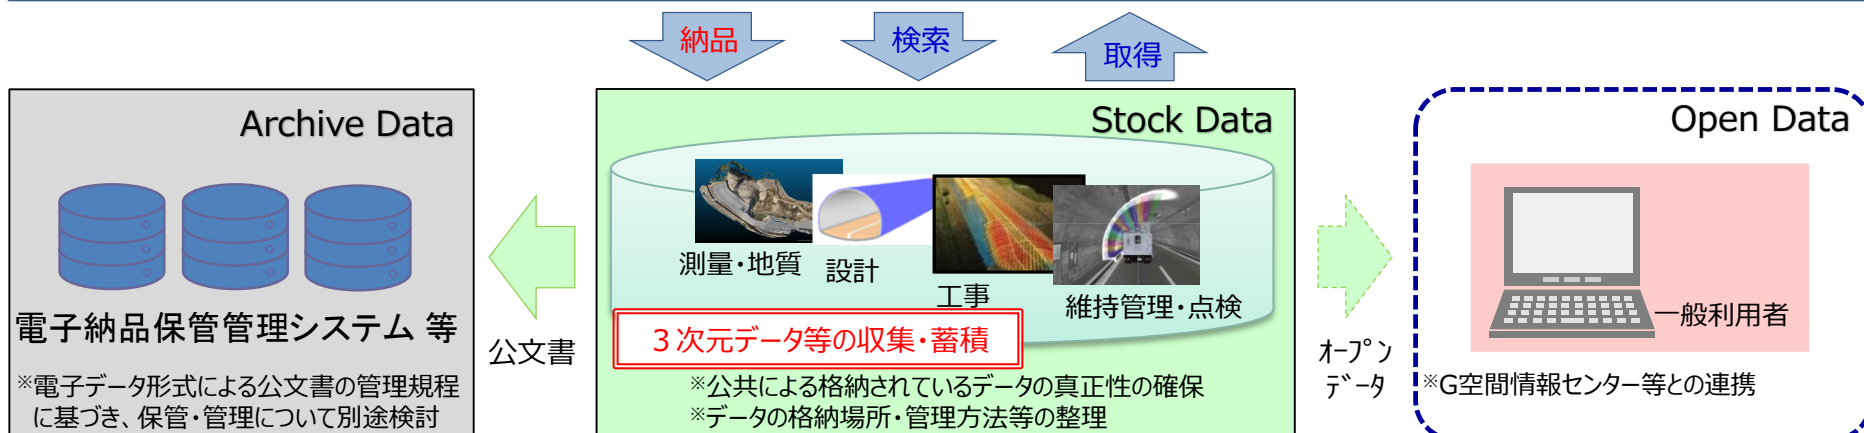 納品
検索
取得
Archive Data
電子納品保管管理システム 等
※電子データ形式による公文書の管理規程
に基づき、保管・管理について別途検討
公文書
Stock Data
測量・地質
設計
工事
維持管理・点検
３次元データ等の収集・蓄積
※公共による格納されているデータの真正性の確保
※データの格納場所・管理方法等の整理
ｵｰﾌﾟﾝ
ﾃﾞｰﾀ
Open Data
一般利用者
※G空間情報センター等との連携